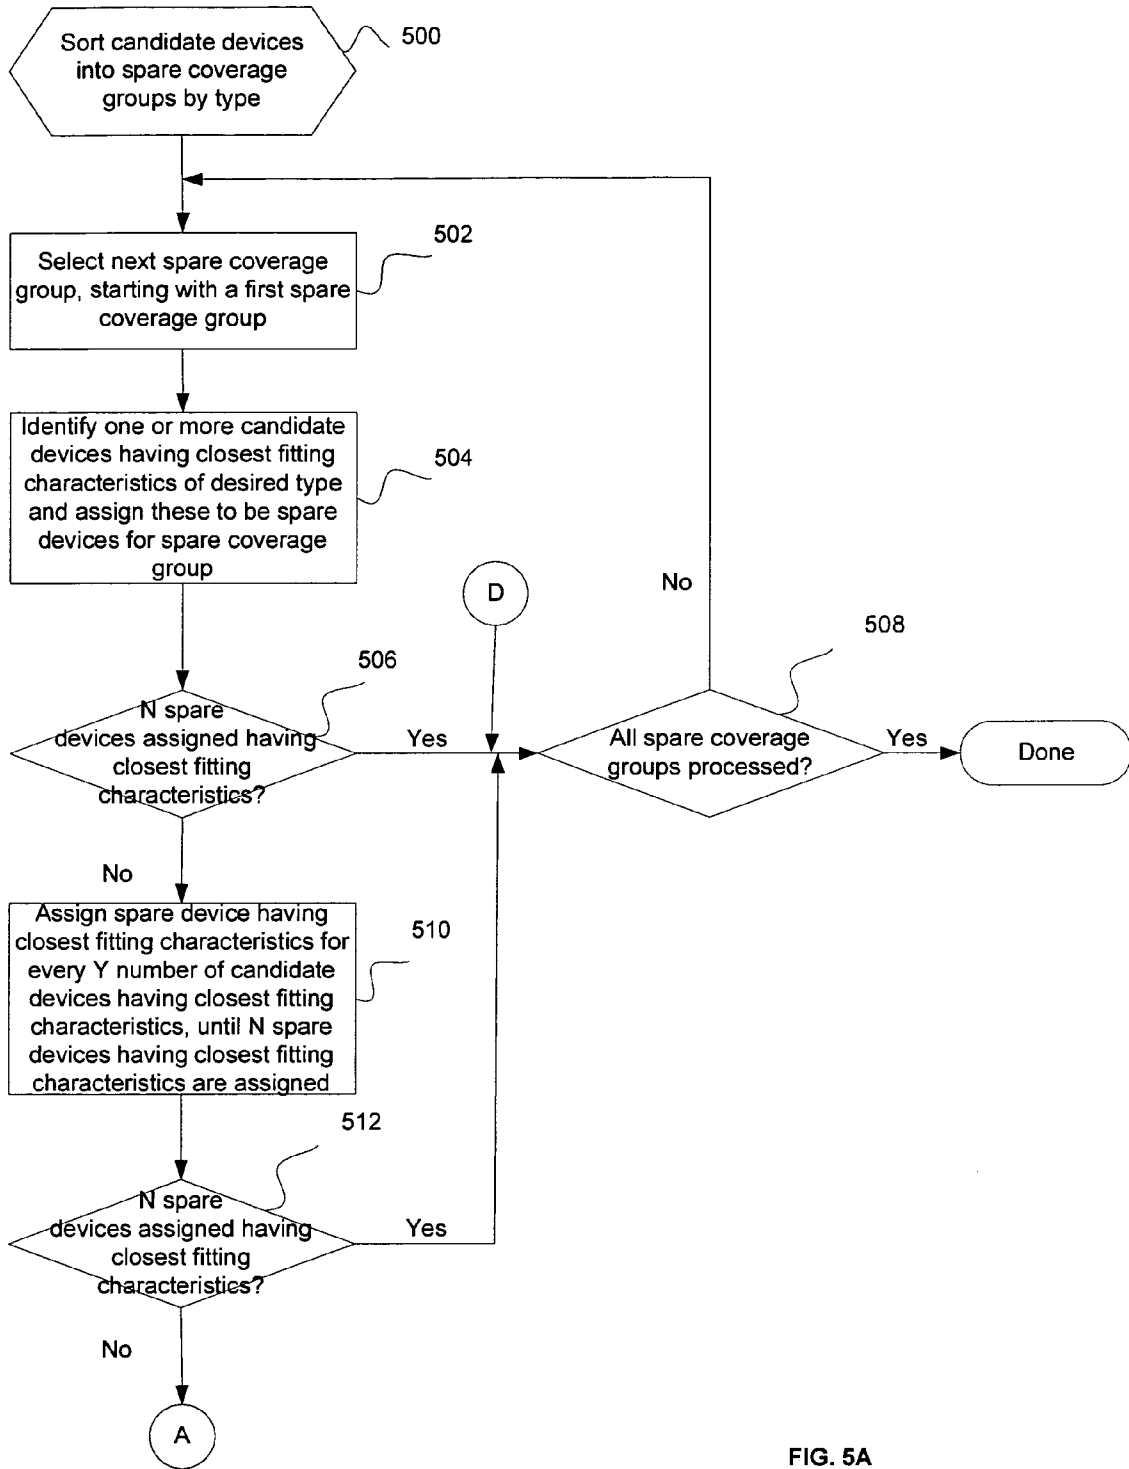 Sort candidate devices
into spare coverage
groups by type
500
Select next spare coverage
group, starting with a first spare
coverage group
502
Identify one or more candidate
devices having closest fitting
characteristics of desired type
and assign these to be spare
devices for spare coverage
group
504
D
No
508
506
N spare
devices assigned having
closest fitting
characteristics?
Yes
All spare coverage
groups processed?
Yes
Done
No
Assign spare device having
closest fitting characteristics for
every Y number of candidate
devices having closest fitting
characteristics, until N spare
devices having closest fitting
characteristics are assigned
510
512
N spare
devices assigned having
closest fitting
characteristics?
Yes
No
A
FIG. 5A